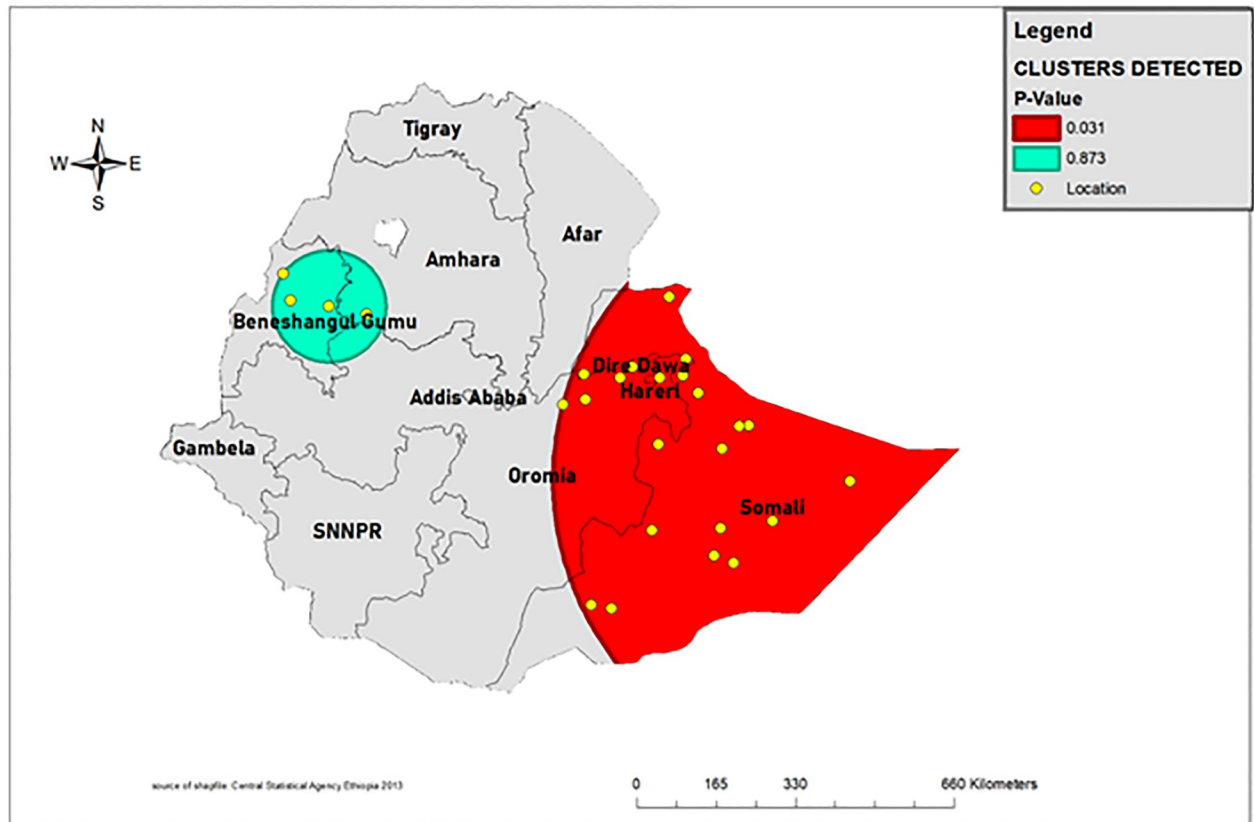 Legend
CLUSTERS DETECTED
P-Value
0.031
0.873
Location
N
W E
S
Tigray
Afar
Amhara
Beneshangul Gumu
Dire Dawa
Hareri
Addis Ababa
Gambela
Oromia
Somali
SNNPR
source of shapfile: Central Statistical Agency Ethiopia 2013
0 165 330 660 Kilometers